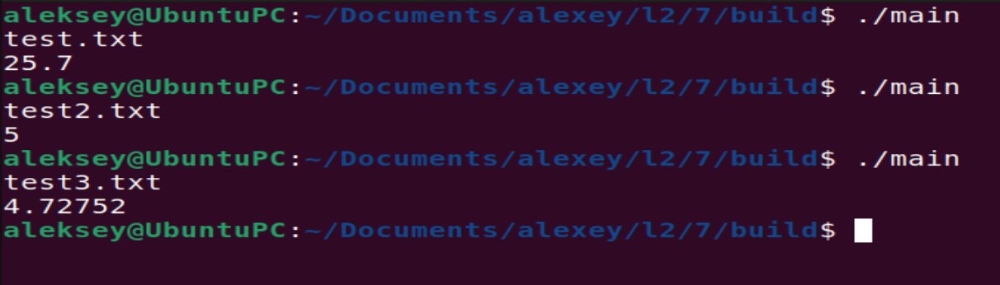 aleksey@UbuntuPC:~/Documents/alexey/l2/7/build$ ./main
test.txt
25.7
aleksey@UbuntuPC:~/Documents/alexey/l2/7/build$ ./main
test2.txt
5
aleksey@UbuntuPC:~/Documents/alexey/l2/7/build$ ./main
test3.txt
4.72752
aleksey@UbuntuPC:~/Documents/alexey/l2/7/build$